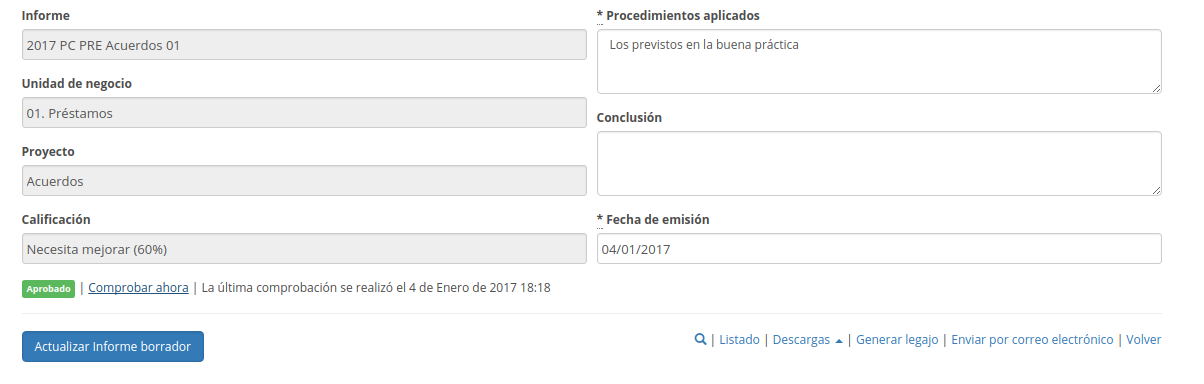 Informe
2017 PC PRE Acuerdos 01
Unidad de negocio
01. Préstamos
Proyecto
Acuerdos
Calificación
Necesita mejorar (60%)
* Procedimientos aplicados
Los previstos en la buena práctica
Conclusión
* Fecha de emisión
04/01/2017
Aprobado | Comprobar ahora | La última comprobación se realizó el 4 de Enero de 2017 18:18
Actualizar Informe borrador
| Listado | Descargas | Generar legajo | Enviar por correo electrónico | Volver